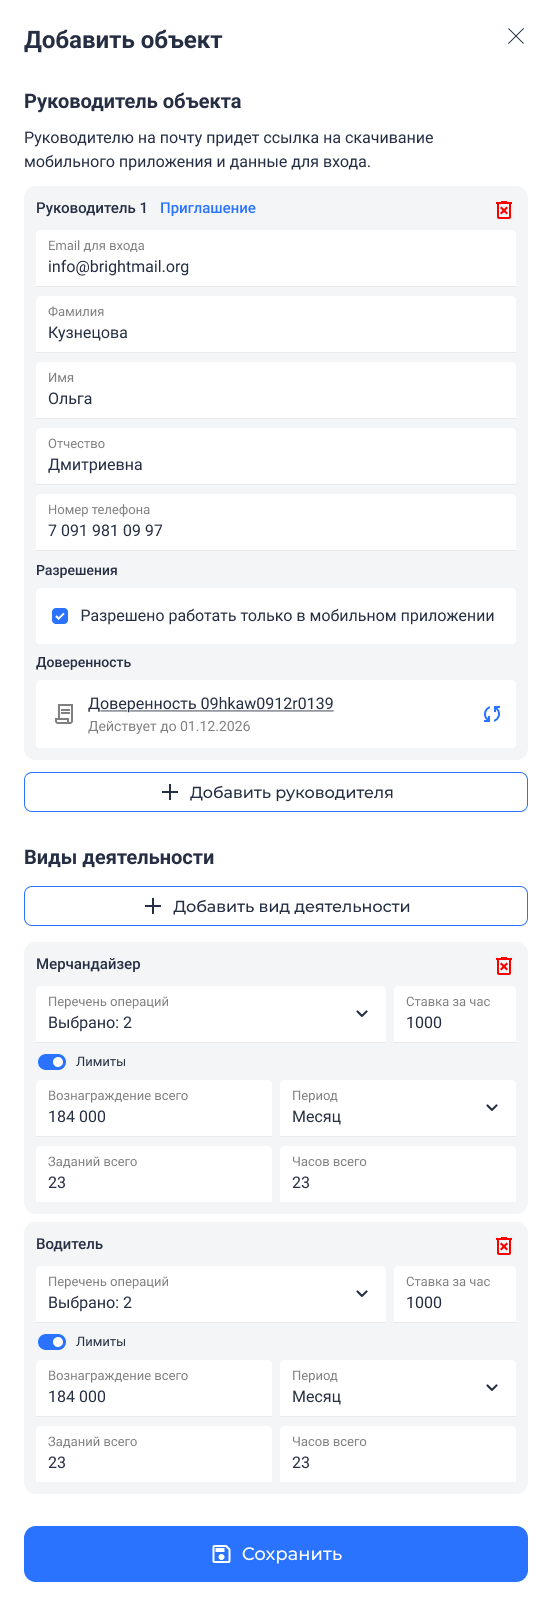 Добавить объект
Руководитель объекта
Руководителю на почту придет ссылка на скачивание
мобильного приложения и данные для входа.
Руководитель 1 Приглашение
Email для входа
info@brightmail.org
Фамилия
Кузнецова
Имя
Ольга
Отчество
Дмитриевна
Номер телефона
7 091 981 09 97
Разрешения
Разрешено работать только в мобильном приложении
Доверенность
Доверенность 09hkaw0912r0139
Действует до 01.12.2026
Добавить руководителя
Виды деятельности
Добавить вид деятельности
Мерчандайзер
Перечень операций
Выбрано: 2
Ставка за час
1000
Лимиты
Вознаграждение всего
184 000
Период
Месяц
Заданий всего
23
Часов всего
23
Водитель
Перечень операций
Выбрано: 2
Ставка за час
1000
Лимиты
Вознаграждение всего
184 000
Период
Месяц
Заданий всего
23
Часов всего
23
Сохранить